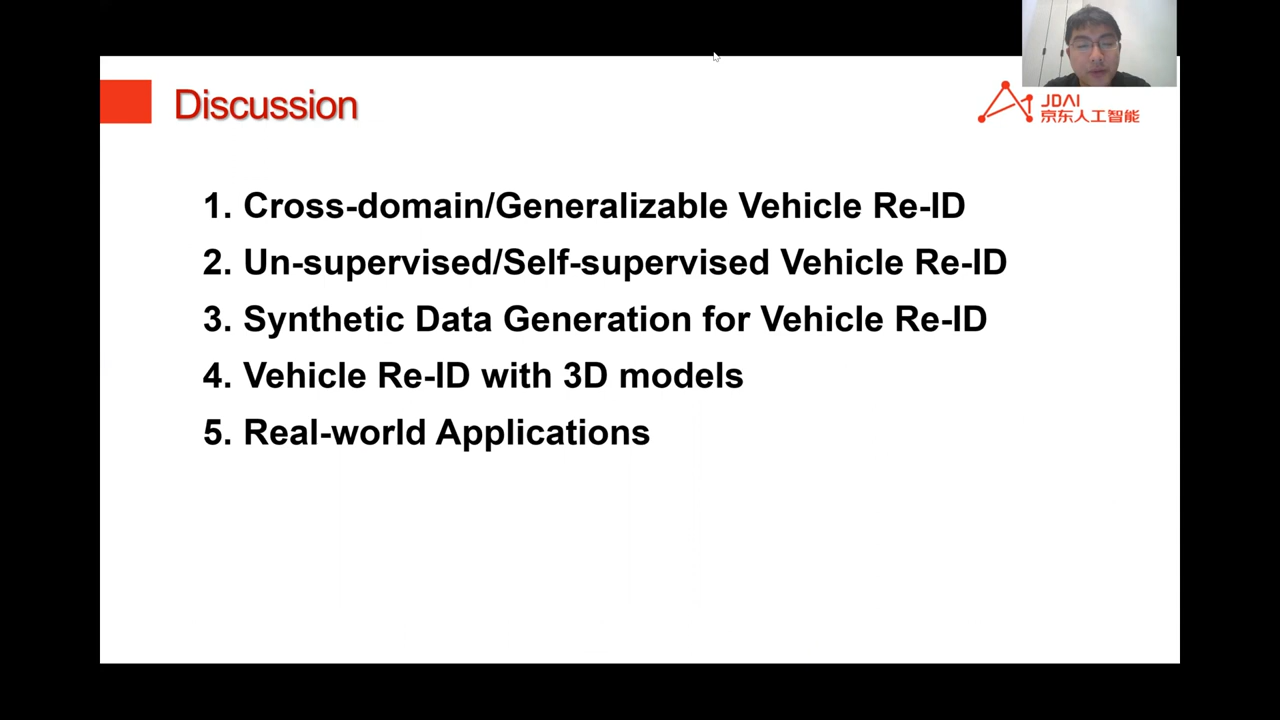 Discussion
JDAI
京东人工智能
1. Cross-domain/Generalizable Vehicle Re-ID
2. Un-supervised/Self-supervised Vehicle Re-ID
3. Synthetic Data Generation for Vehicle Re-ID
4. Vehicle Re-ID with 3D models
5. Real-world Applications